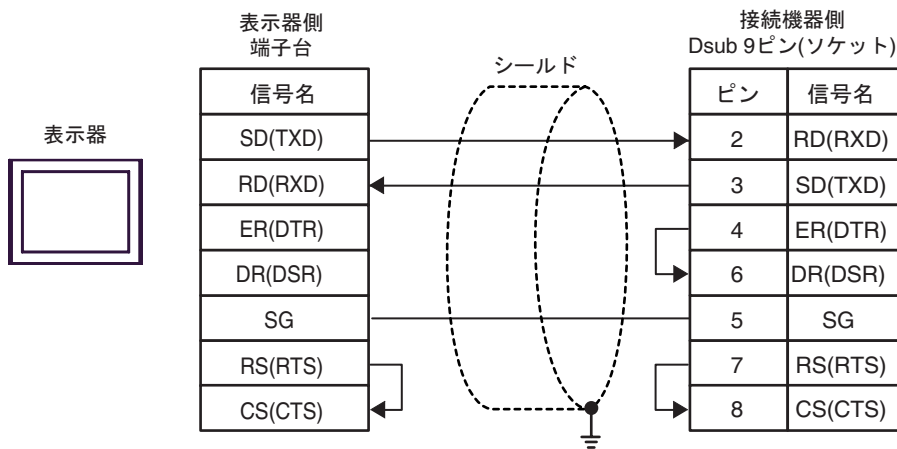 表示器側
端子台
接続機器側
Dsub 9ピン(ソケット)
シールド
表示器
信号名
ピン 信号名
SD(TXD)
2 RD(RXD)
RD(RXD)
3 SD(TXD)
ER(DTR)
4 ER(DTR)
DR(DSR)
6 DR(DSR)
SG
5 SG
RS(RTS)
7 RS(RTS)
CS(CTS)
8 CS(CTS)